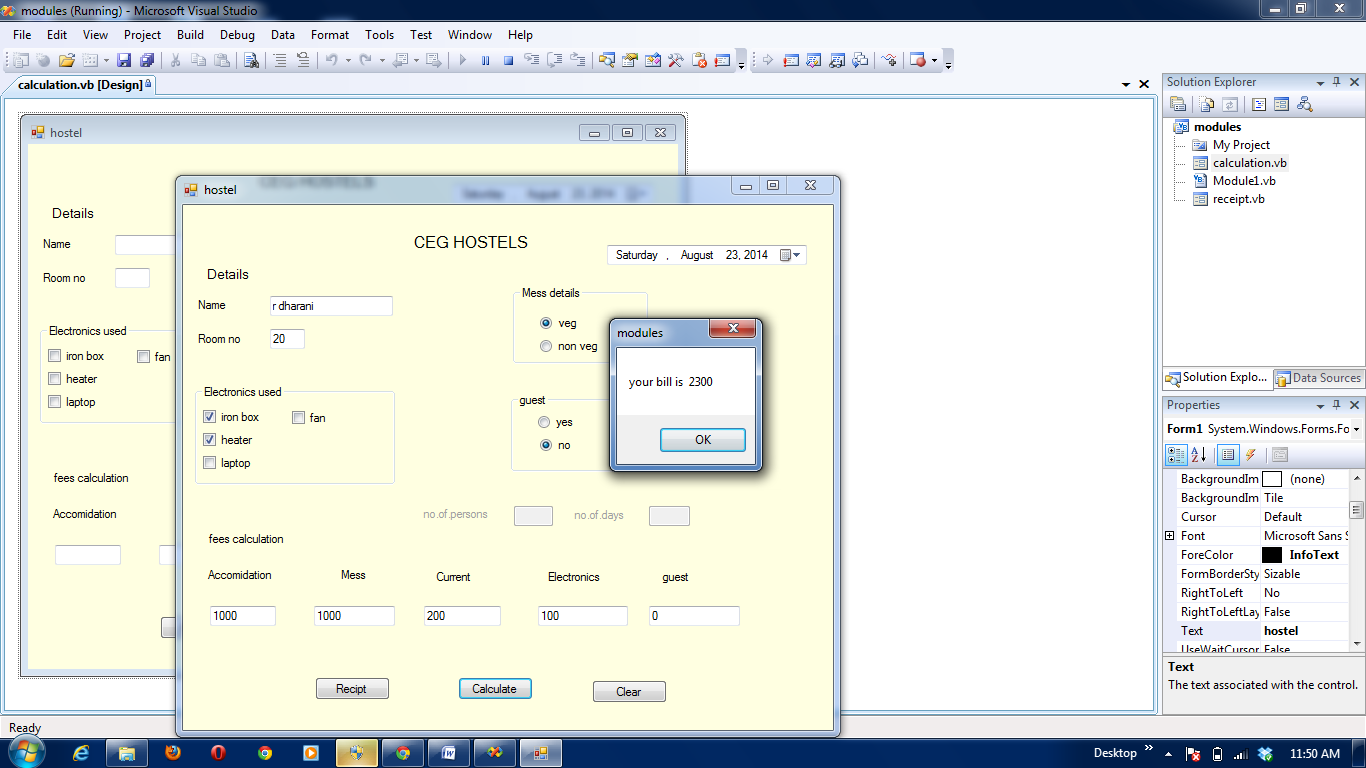 modules (Running) - Microsoft Visual Studio
File Edit View Project Build Debug Data Format Tools Test Window Help
calculation.vb [Design]
hostel
Details
Name
Room no
Electronics used
iron box fan
heater
laptop
fees calculation
Accomidation
hostel
CEG HOSTELS
Saturday , August 23, 2014
Details
Name r dharani
Room no 20
Mess details
veg
non veg
Electronics used
iron box fan
heater
laptop
guest
yes
no
no.of.persons no.of.days
fees calculation
Accomidation Mess Current Electronics guest
1000 1000 200 100 0
Recipt Calculate Clear
modules
your bill is 2300
OK
Solution Explorer
modules
My Project
calculation.vb
Module1.vb
receipt.vb
Solution Explo... Data Sources
Properties
Form1 System.Windows.Forms.Fo
BackgroundIm (none)
BackgroundIm Tile
Cursor Default
Font Microsoft Sans S
ForeColor InfoText
FormBorderSty Sizable
RightToLeft No
RightToLeftLay False
Text hostel
UseWaitCursor False
Text
The text associated with the control.
Ready
Desktop 11:50 AM